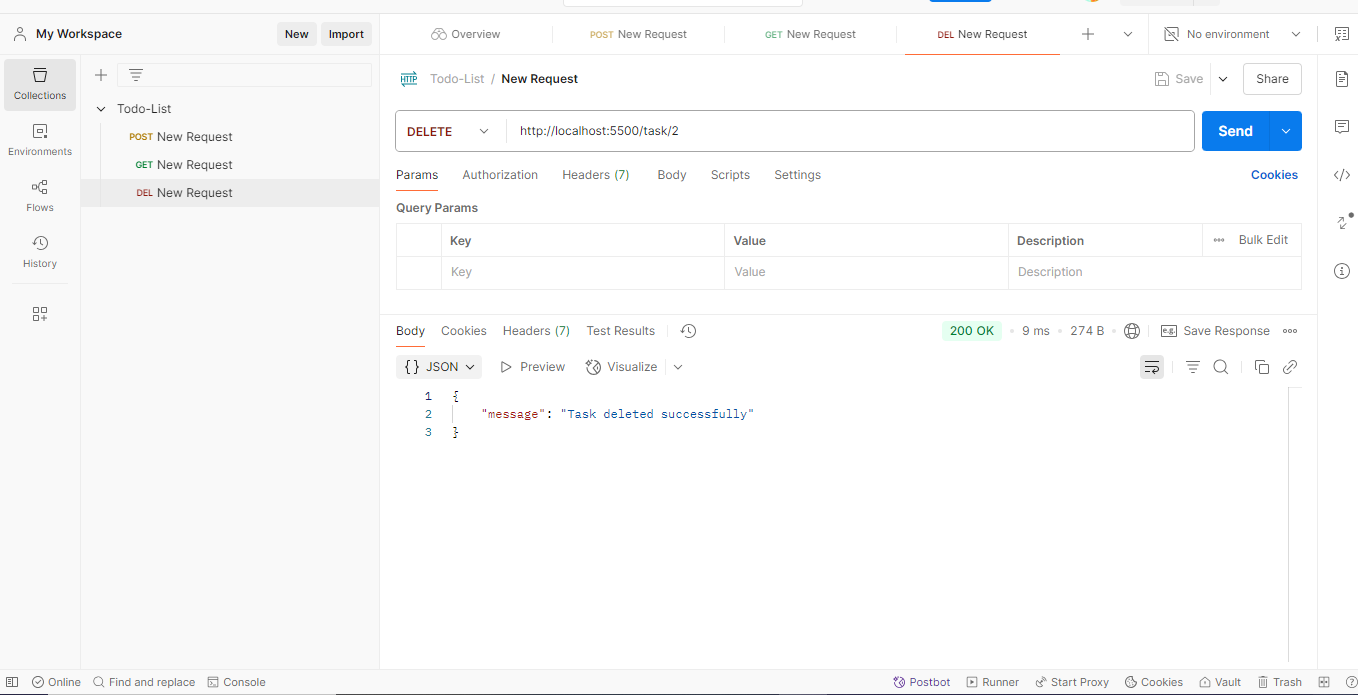 My Workspace New Import Overview POST New Request GET New Request DEL New Request No environment
Collections
Environments
Flows
History
Todo-List
POST New Request
GET New Request
DEL New Request
HTTP Todo-List / New Request Save Share
DELETE http://localhost:5500/task/2 Send
Params Authorization Headers (7) Body Scripts Settings Cookies
Query Params
Key Value Description Bulk Edit
Key Value Description
Body Cookies Headers (7) Test Results 200 OK 9 ms 274 B e.g. Save Response
{} JSON Preview Visualize
1 {
2 "message": "Task deleted successfully"
3 }
Online Find and replace Console Postbot Runner Start Proxy Cookies Vault Trash